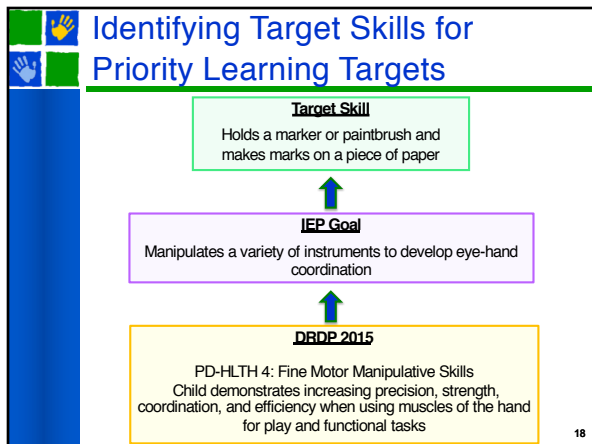 Identifying Target Skills for
Priority Learning Targets
Target Skill
Holds a marker or paintbrush and
makes marks on a piece of paper
IEP Goal
Manipulates a variety of instruments to develop eye-hand
coordination
DRDP 2015
PD-HLTH 4: Fine Motor Manipulative Skills
Child demonstrates increasing precision, strength,
coordination, and efficiency when using muscles of the hand
for play and functional tasks
18